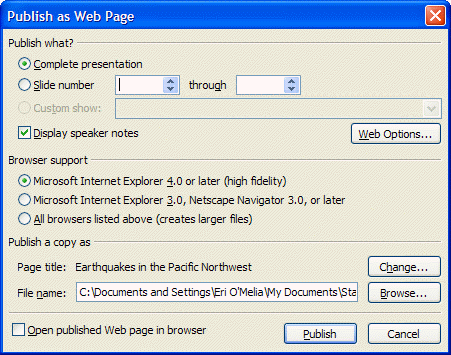 Publish as Web Page
Publish what?
Complete presentation
Slide number through
Custom show:
Display speaker notes Web Options...
Browser support
Microsoft Internet Explorer 4.0 or later (high fidelity)
Microsoft Internet Explorer 3.0, Netscape Navigator 3.0, or later
All browsers listed above (creates larger files)
Publish a copy as
Page title: Earthquakes in the Pacific Northwest Change...
File name: C:\Documents and Settings\Eri O'Melia\My Documents\Sta Browse...
Open published Web page in browser Publish Cancel